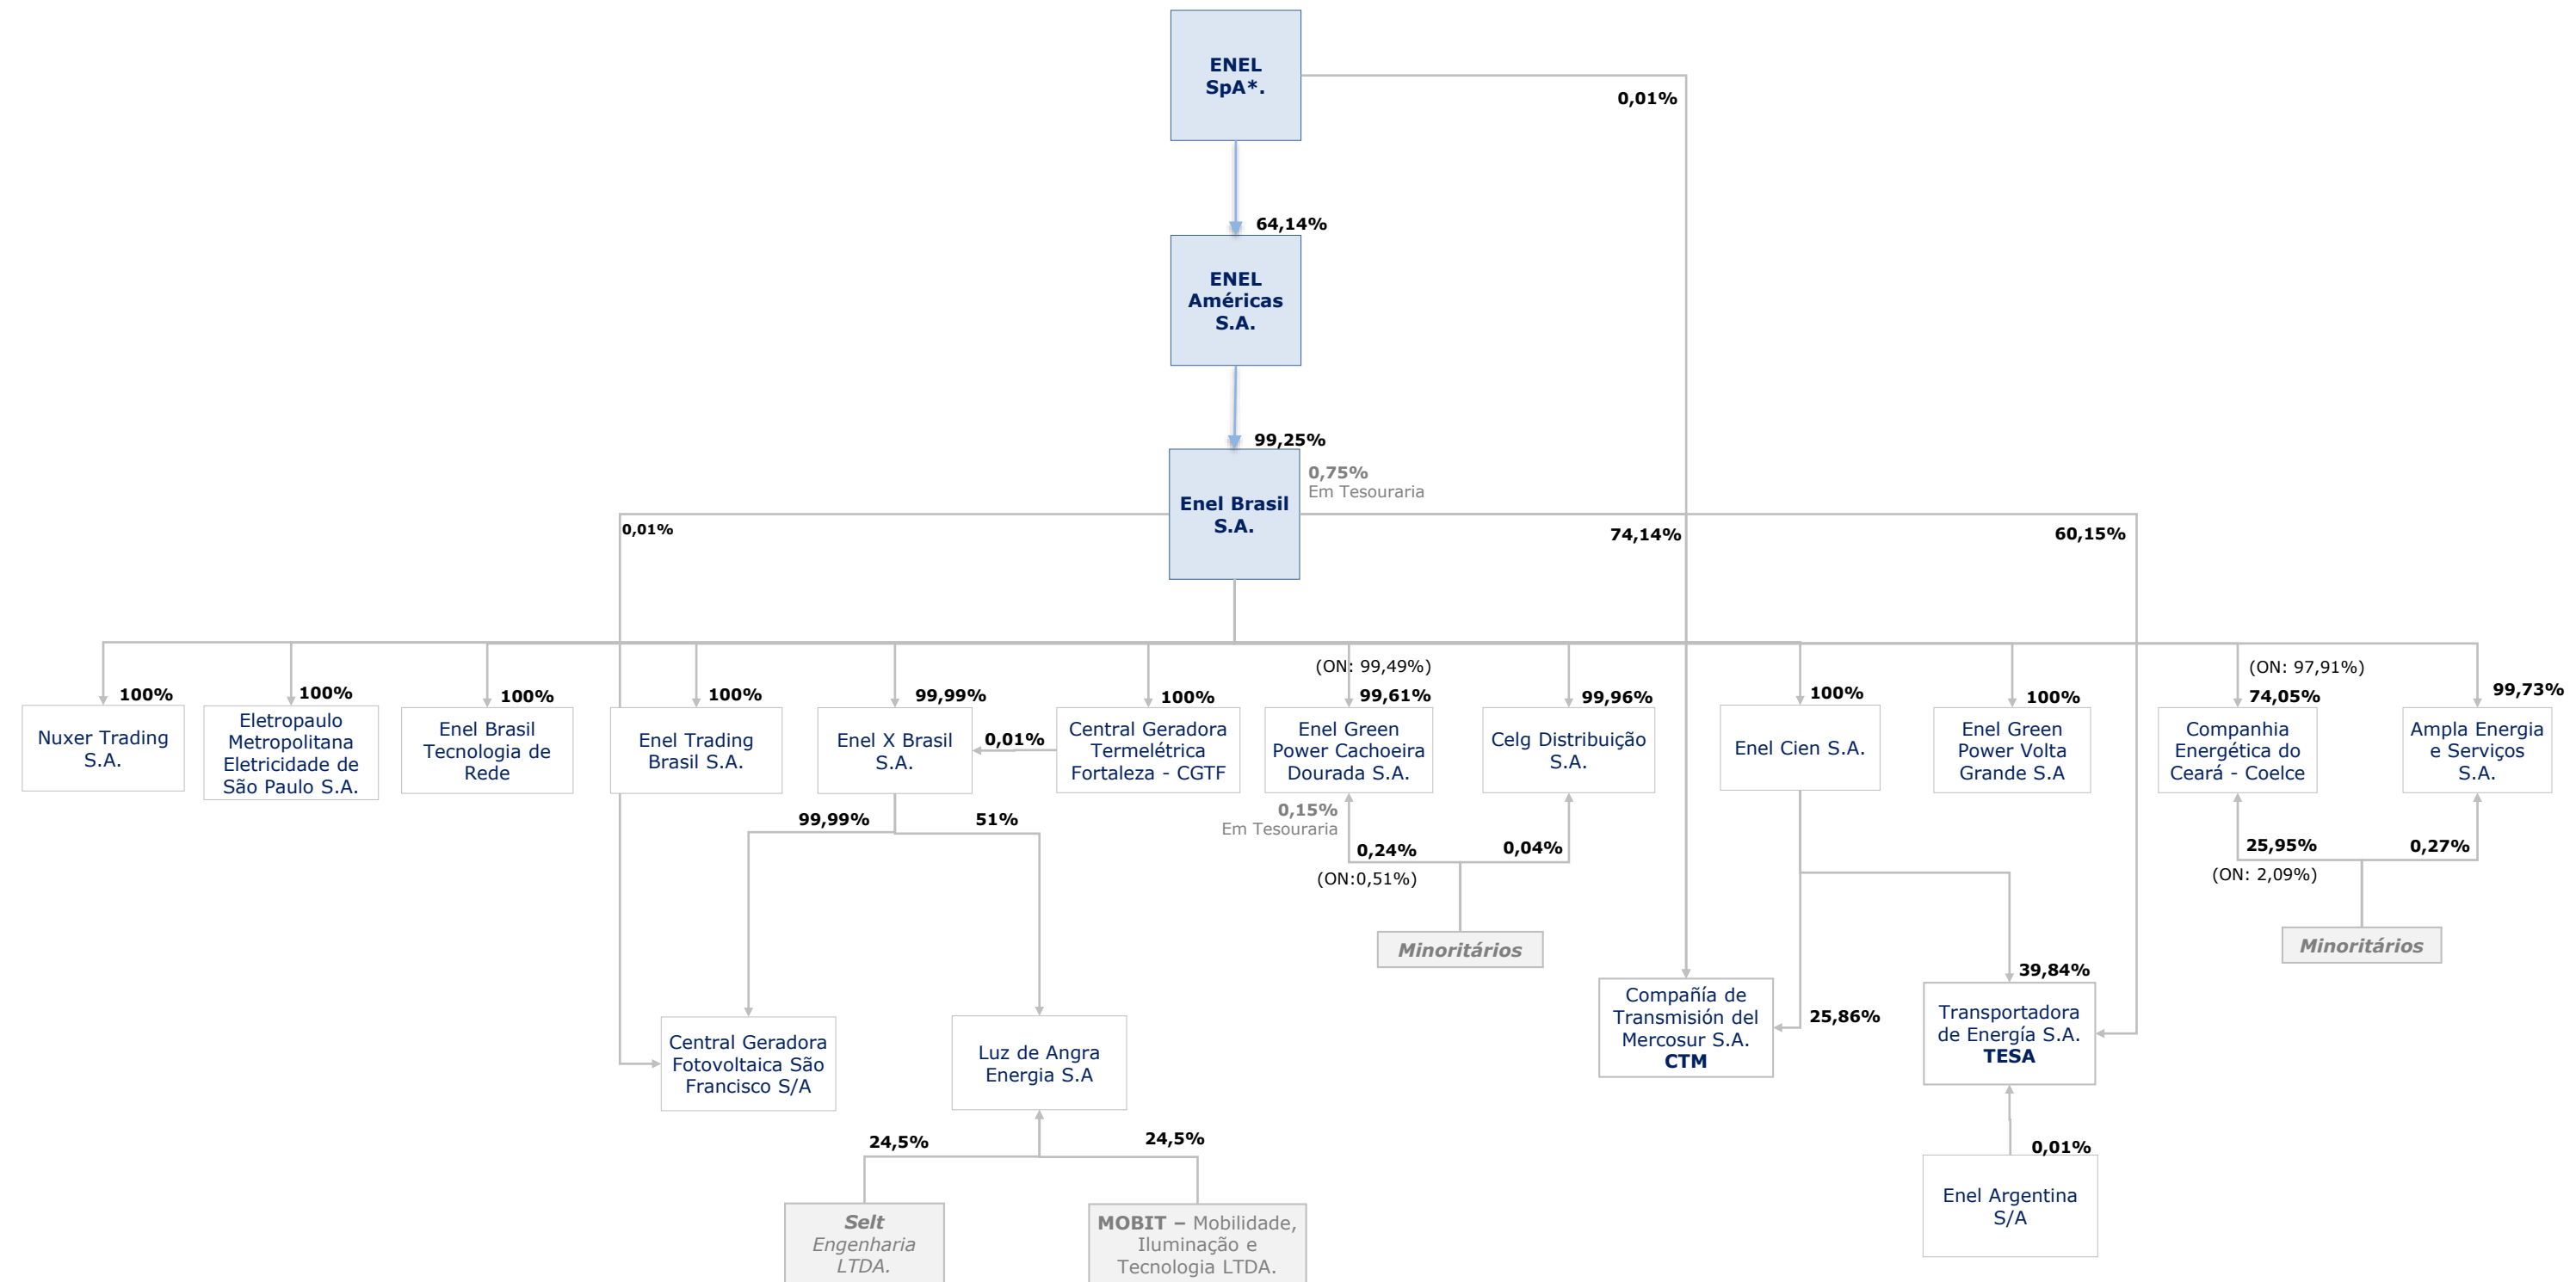 ENEL
SpA*.
0,01%
64,14%
ENEL
Américas
S.A.
99,25%
0,75%
Em Tesouraria
Enel Brasil
S.A.
0,01%
74,14%
60,15%
(ON: 99,49%)
(ON: 97,91%)
100%
100%
100%
100%
99,99%
100%
99,61%
99,96%
100%
100%
74,05%
99,73%
Nuxer Trading
S.A.
Eletropaulo
Metropolitana
Eletricidade de
São Paulo S.A.
Enel Brasil
Tecnologia de
Rede
Enel Trading
Brasil S.A.
Enel X Brasil
S.A.
0,01%
Central Geradora
Termelétrica
Fortaleza - CGTF
Enel Green
Power Cachoeira
Dourada S.A.
Celg Distribuição
S.A.
Enel Cien S.A.
Enel Green
Power Volta
Grande S.A
Companhia
Energética do
Ceará - Coelce
Ampla Energia
e Serviços
S.A.
99,99%
51%
0,15%
Em Tesouraria
0,24%
0,04%
(ON:0,51%)
25,95%
0,27%
(ON: 2,09%)
Minoritários
Minoritários
39,84%
Central Geradora
Fotovoltaica São
Francisco S/A
Luz de Angra
Energia S.A
Compañía de
Transmisión del
Mercosur S.A.
CTM
25,86%
Transportadora
de Energía S.A.
TESA
24,5%
24,5%
0,01%
Selt
Engenharia
LTDA.
MOBIT – Mobilidade,
Iluminação e
Tecnologia LTDA.
Enel Argentina
S/A